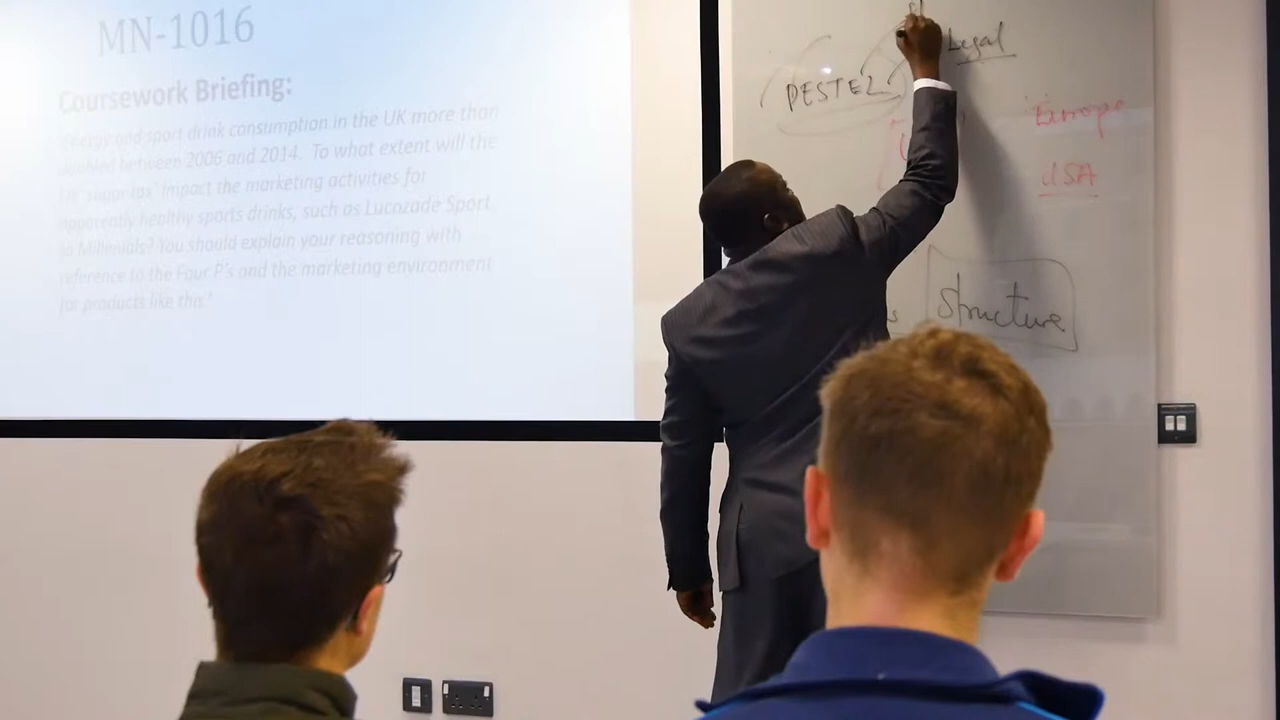 MN-1016
Coursework Briefing:
'Energy and sport drink consumption in the UK more than
doubled between 2006 and 2014. To what extent will the
UK 'sugar tax' impact the marketing activities for
apparently healthy sports drinks, such as Lucozade Sport,
to Millenials? You should explain your reasoning with
reference to the Four P's and the marketing environment
for products like this.'
Legal
PESTEL
Europe
USA
Structure